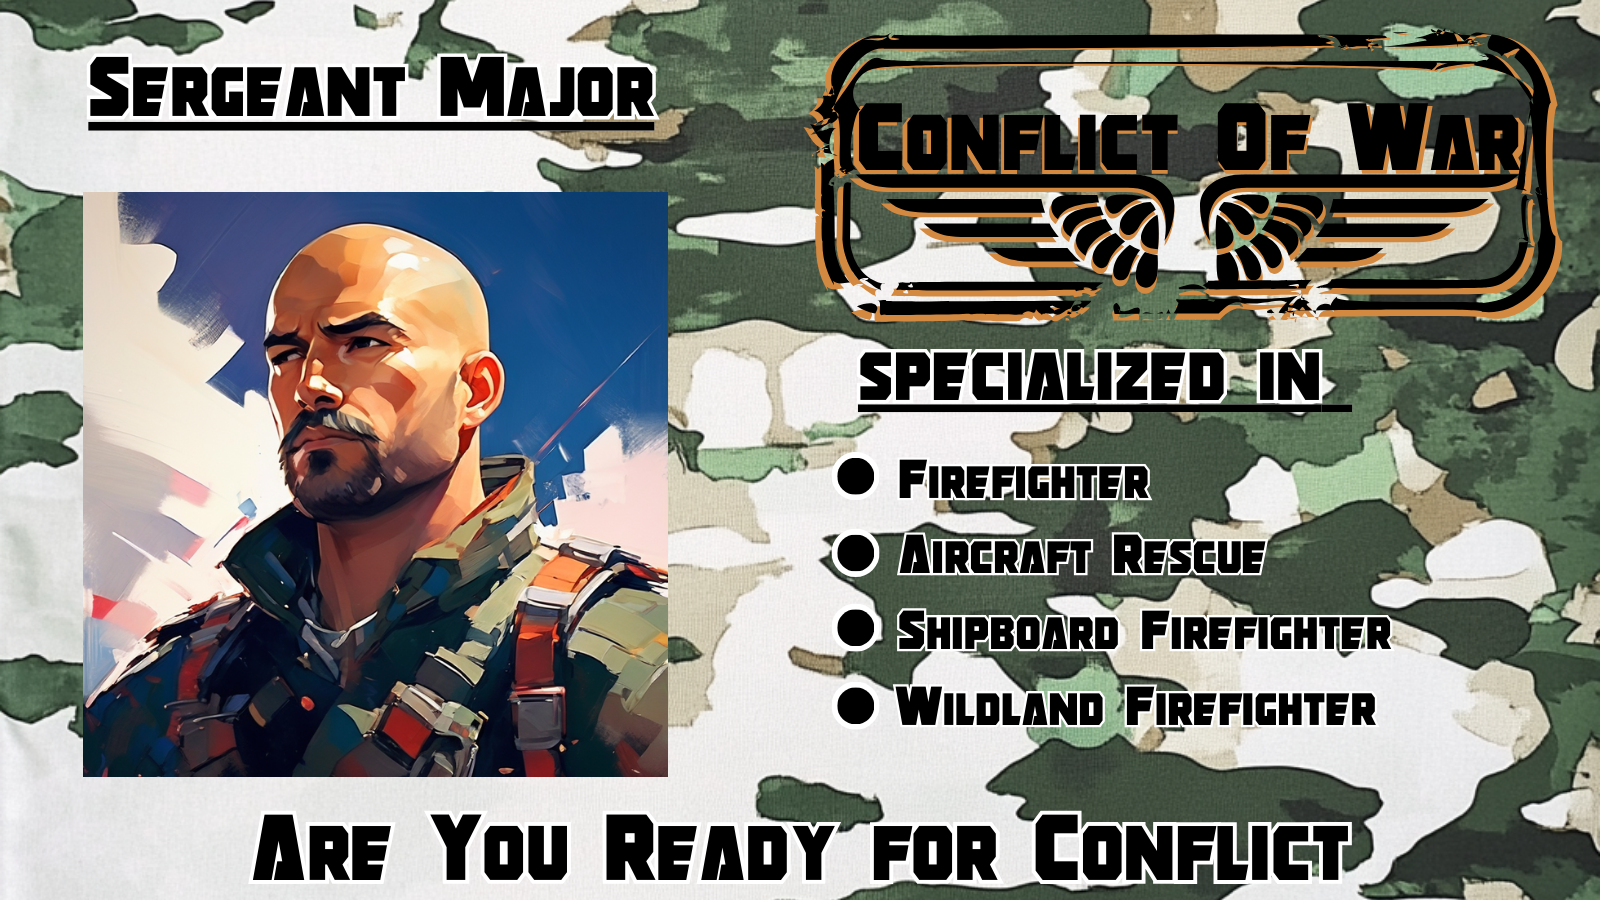 Sergeant Major
Conflict Of War
SPECIALIZED IN
Firefighter
Aircraft Rescue
Shipboard Firefighter
Wildland Firefighter
Are You Ready for Conflict